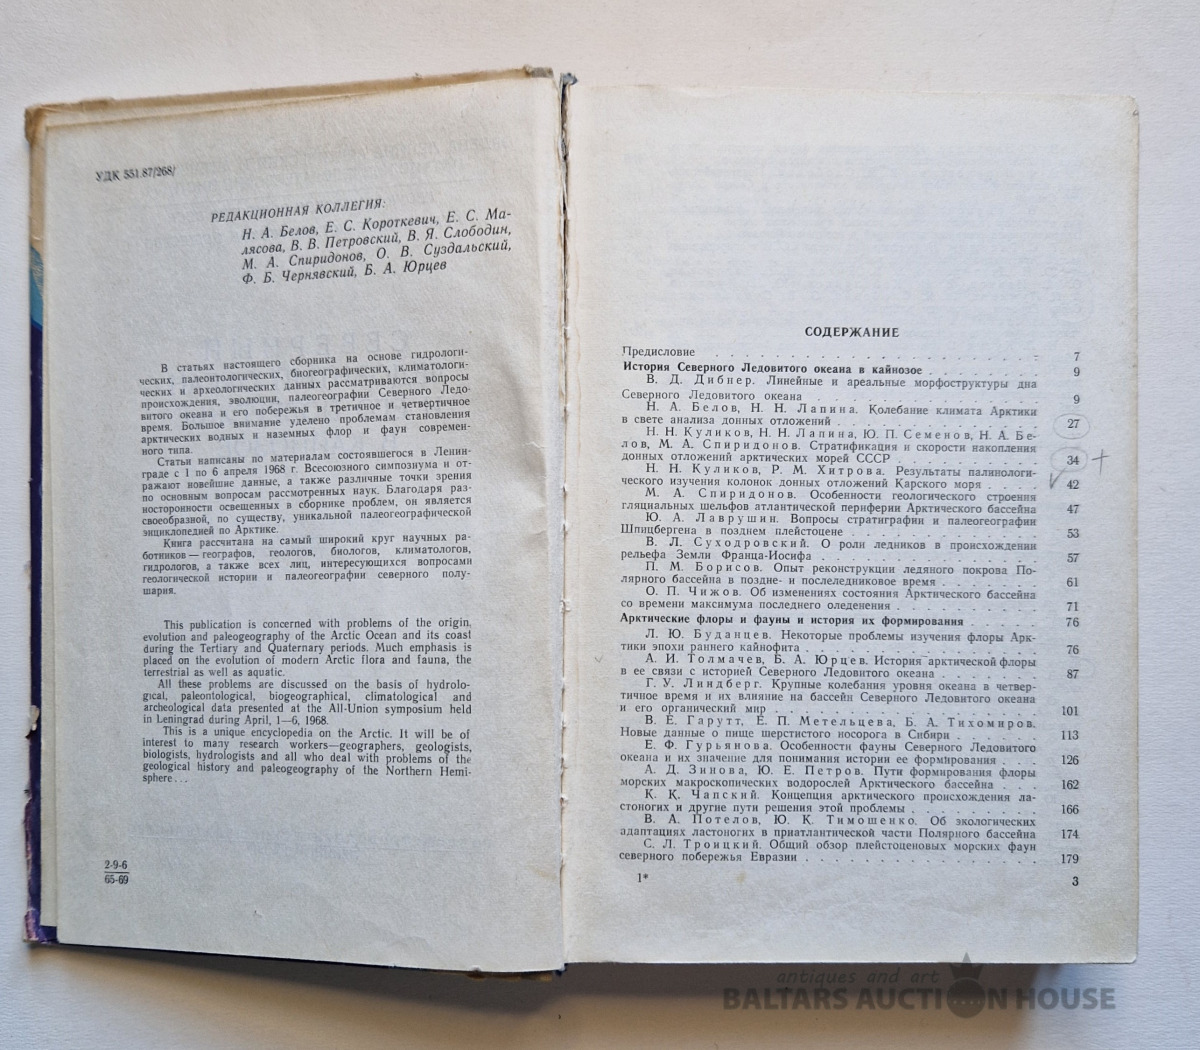 УДК 551.87/268/
РЕДАКЦИОННАЯ КОЛЛЕГИЯ:
Н. А. Белов, Е. С. Короткевич, Е. С. Ма-
лясова, В. В. Петровский, В. Я. Слободин,
М. А. Спиридонов, О. В. Суздальский,
Ф. Б. Чернявский, Б. А. Юрцев
В статьях настоящего сборника на основе гидрологи-
ческих, палеонтологических, биогеографических, климатологи-
ческих и археологических данных рассматриваются вопросы
происхождения, эволюции, палеогеографии Северного Ледо-
витого океана и его побережья в третичное и четвертичное
время. Большое внимание уделено проблемам становления
арктических водных и наземных флор и фаун современ-
ного типа.
Статьи написаны по материалам состоявшегося в Ленин-
граде с 1 по 6 апреля 1968 г. Всесоюзного симпозиума и от-
ражают новейшие данные, а также различные точки зрения
по основным вопросам рассмотренных наук. Благодаря раз-
носторонности освещенных в сборнике проблем, он является
своеобразной, по существу, уникальной палеогеографической
энциклопедией по Арктике.
Книга рассчитана на самый широкий круг научных ра-
ботников — географов, геологов, биологов, климатологов,
гидрологов, а также всех лиц, интересующихся вопросами
геологической истории и палеогеографии северного полу-
шария.
This publication is concerned with problems of the origin,
evolution and paleogeography of the Arctic Ocean and its coast
during the Tertiary and Quaternary periods. Much emphasis is
placed on the evolution of modern Arctic flora and fauna, the
terrestrial as well as aquatic.
All these problems are discussed on the basis of hydrolo-
gical, paleontological, biogeographical, climatological and
archeological data presented at the All-Union symposium held
in Leningrad during April, 1—6, 1968.
This is a unique encyclopedia on the Arctic. It will be of
interest to many research workers—geographers, geologists,
biologists, hydrologists and all who deal with problems of the
geological history and paleogeography of the Northern Hemi-
sphere . . .
2-9-6
65-69
СОДЕРЖАНИЕ
Предисловие . . . . . . . . . . . . 7
История Северного Ледовитого океана в кайнозое . . . . . 9
В. Д. Дибнер. Линейные и ареальные морфоструктуры дна
Северного Ледовитого океана . . . . . . . . . 9
Н. А. Белов, Н. Н. Лапина. Колебание климата Арктики
в свете анализа донных отложений . . . . . . . . 27
Н. Н. Куликов, Н. Н. Лапина, Ю. П. Семенов, Н. А. Бе-
лов, М. А. Спиридонов. Стратификация и скорости накопления
донных отложений арктических морей СССР . . . . . . 34 +
Н. Н. Куликов, Р. М. Хитрова. Результаты палинологи-
ческого изучения колонок донных отложений Карского моря . . . . 42
М. А. Спиридонов. Особенности геологического строения
гляциальных шельфов атлантической периферии Арктического бассейна 47
Ю. А. Лаврушин. Вопросы стратиграфии и палеогеографии
Шпицбергена в позднем плейстоцене . . . . . . . 53
В. Л. Суходровский. О роли ледников в происхождении
рельефа Земли Франца-Иосифа . . . . . . . . . 57
П. М. Борисов. Опыт реконструкции ледяного покрова По-
лярного бассейна в поздне- и послеледниковое время . . . . . 61
О. П. Чижов. Об изменениях состояния Арктического бассейна
со времени максимума последнего оледенения . . . . . . 71
Арктические флоры и фауны и история их формирования . . . 76
Л. Ю. Буданцев. Некоторые проблемы изучения флоры Арк-
тики эпохи раннего кайнофита . . . . . . . . . 76
А. И. Толмачев, Б. А. Юрцев. История арктической флоры
в ее связи с историей Северного Ледовитого океана . . . . . 87
Г. У. Линдберг. Крупные колебания уровня океана в четвер-
тичное время и их влияние на бассейн Северного Ледовитого океана
и его органический мир . . . . . . . . . . 101
В. Е. Гарутт, Е. П. Метельцева, Б. А. Тихомиров.
Новые данные о пище шерстистого носорога в Сибири . . . . 113
Е. Ф. Гурьянова. Особенности фауны Северного Ледовитого
океана и их значение для понимания истории ее формирования . . . 126
А. Д. Зинова, Ю. Е. Петров. Пути формирования флоры
морских макроскопических водорослей Арктического бассейна . . . 162
К. К. Чапский. Концепция арктического происхождения ла-
стоногих и другие пути решения этой проблемы . . . . . 166
В. А. Потелов, Ю. К. Тимошенко. Об экологических
адаптациях ластоногих в приатлантической части Полярного бассейна 174
С. Л. Троицкий. Общий обзор плейстоценовых морских фаун
северного побережья Евразии . . . . . . . . . 179
1* 3
antiques and art
BALTARS AUCTION HOUSE